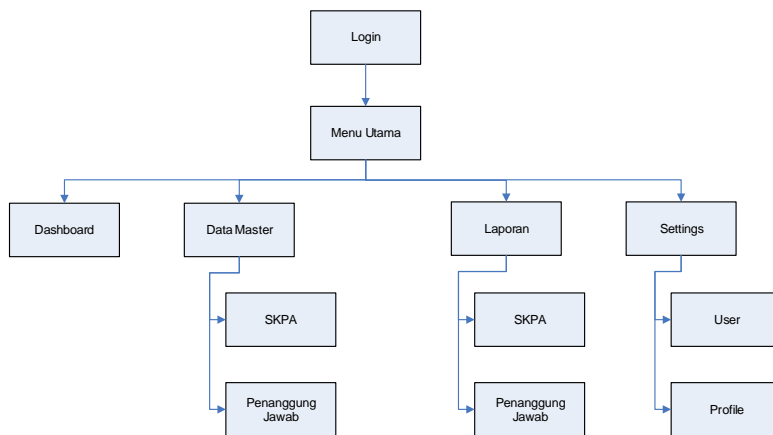 Login
Menu Utama
Dashboard
Data Master
Laporan
Settings
SKPA
SKPA
User
Penanggung
Jawab
Penanggung
Jawab
Profile